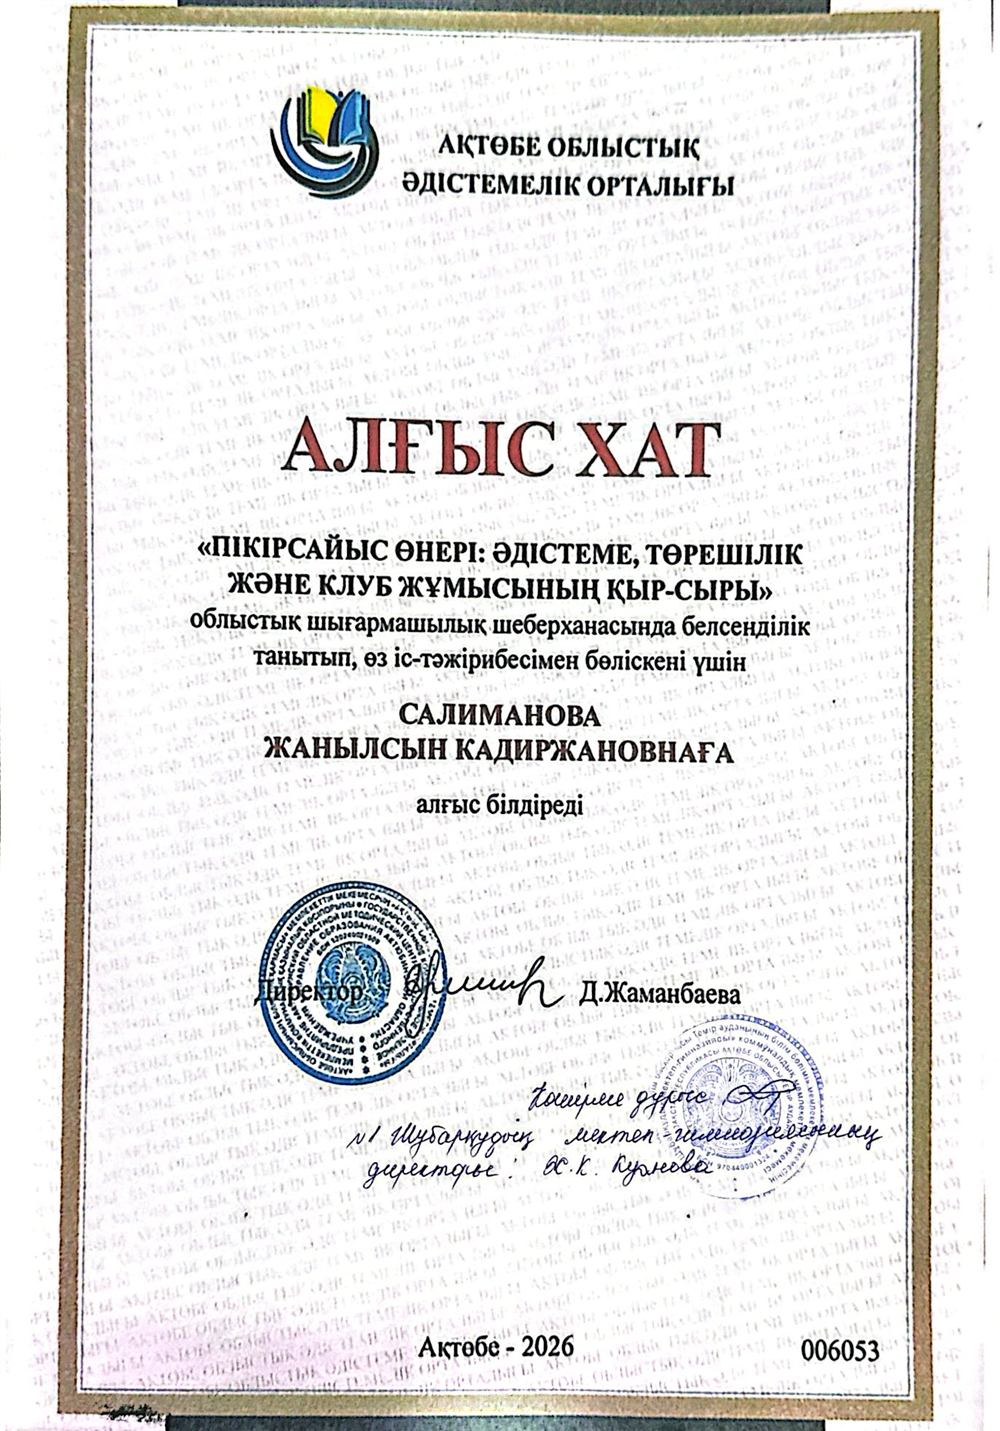 АҚТӨБЕ ОБЛЫСТЫҚ
ӘДІСТЕМЕЛІК ОРТАЛЫҒЫ
АЛҒЫС ХАТ
«ПІКІРСАЙЫС ӨНЕРІ: ӘДІСТЕМЕ, ТӨРЕШІЛІК
ЖӘНЕ КЛУБ ЖҰМЫСЫНЫҢ ҚЫР-СЫРЫ»
облыстық шығармашылық шеберханасында белсенділік
танытып, өз іс-тәжірибесімен бөліскені үшін
САЛИМАНОВА
ЖАНЫЛСЫН КАДИРЖАНОВНАҒА
алғыс білдіреді
Директор Д.Жаманбаева
Көшірме дұрыс
№1 Шұбарқұдық мектеп-гимназиясының
директоры: Ж.К.
Ақтөбе - 2026
006053